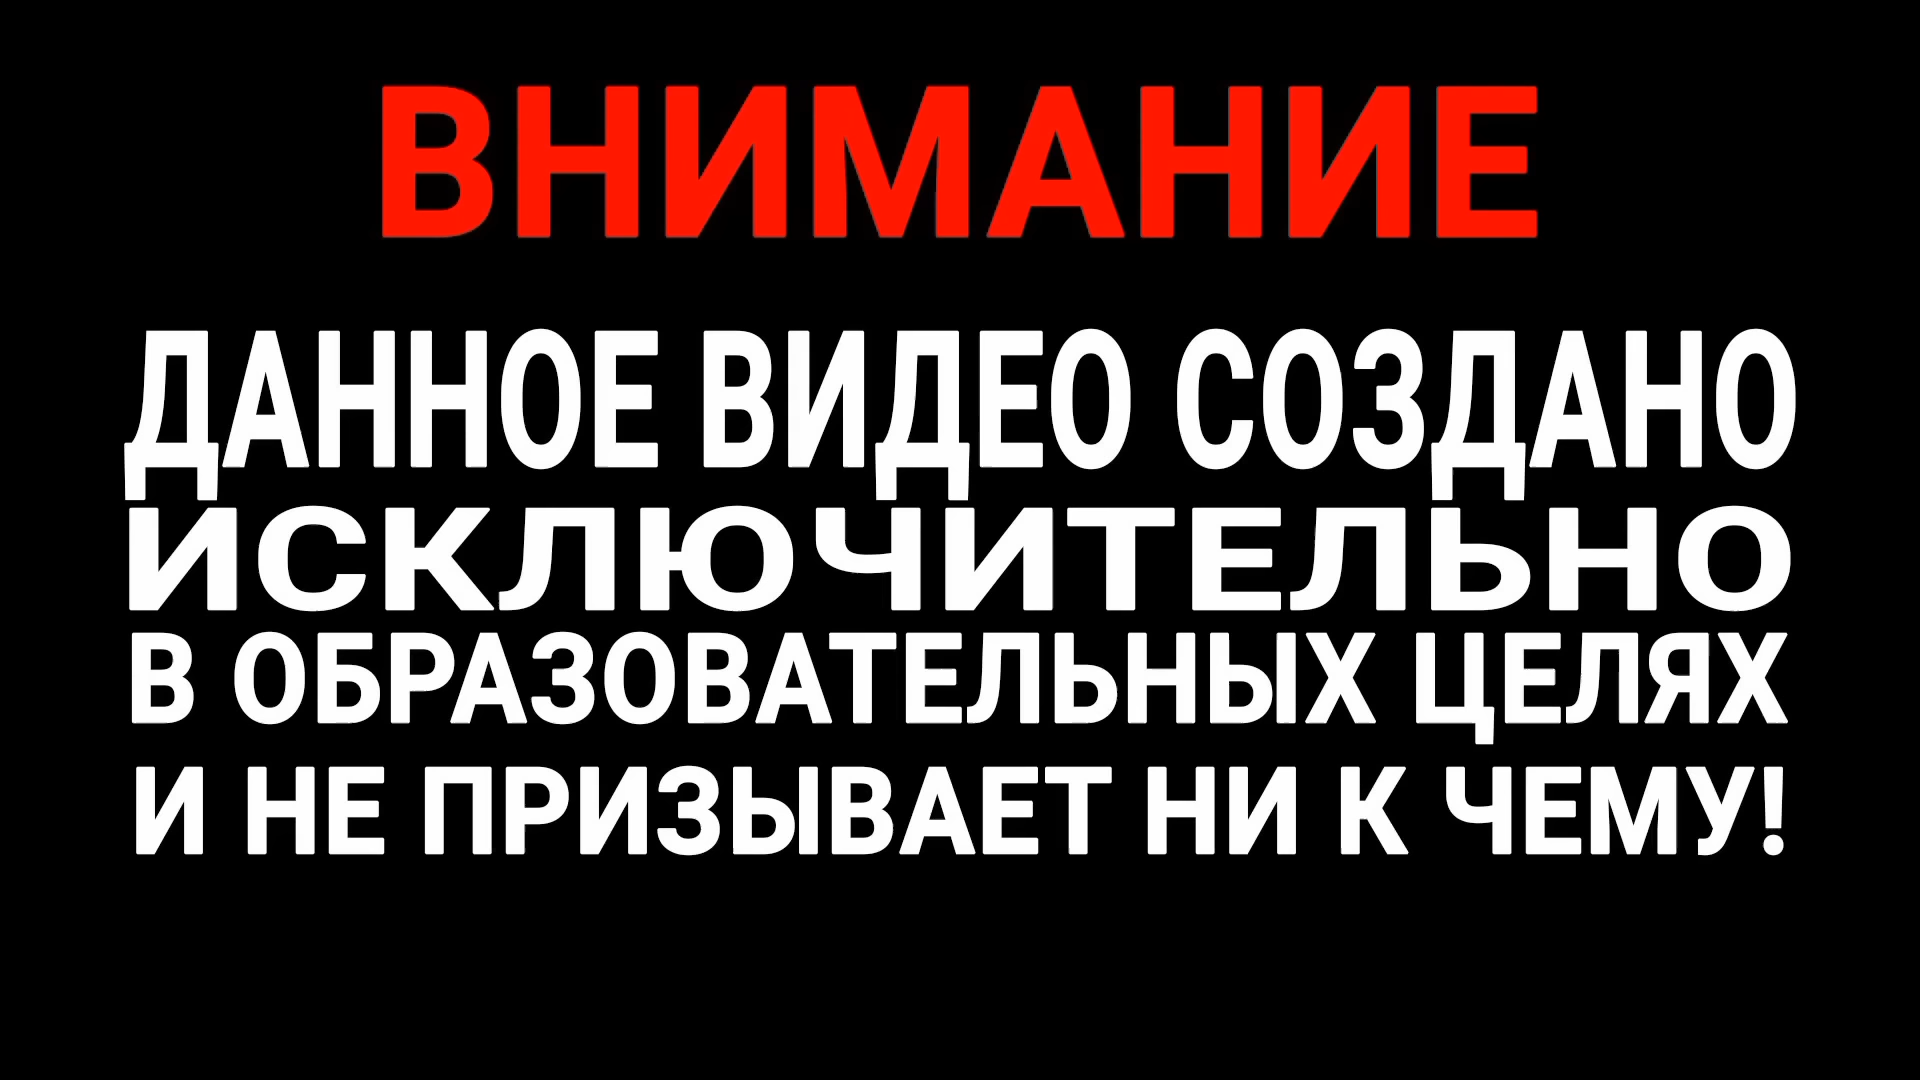 ВНИМАНИЕ
ДАННОЕ ВИДЕО СОЗДАНО
ИСКЛЮЧИТЕЛЬНО
В ОБРАЗОВАТЕЛЬНЫХ ЦЕЛЯХ
И НЕ ПРИЗЫВАЕТ НИ К ЧЕМУ!